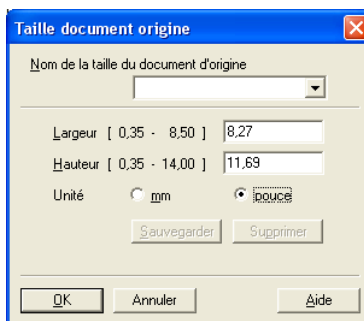 Taille document origine
Nom de la taille du document d'origine
Largeur [ 0,35 - 8,50 ] 8,27
Hauteur [ 0,35 - 14,00 ] 11,69
Unité mm pouce
Sauvegarder Supprimer
OK Annuler Aide